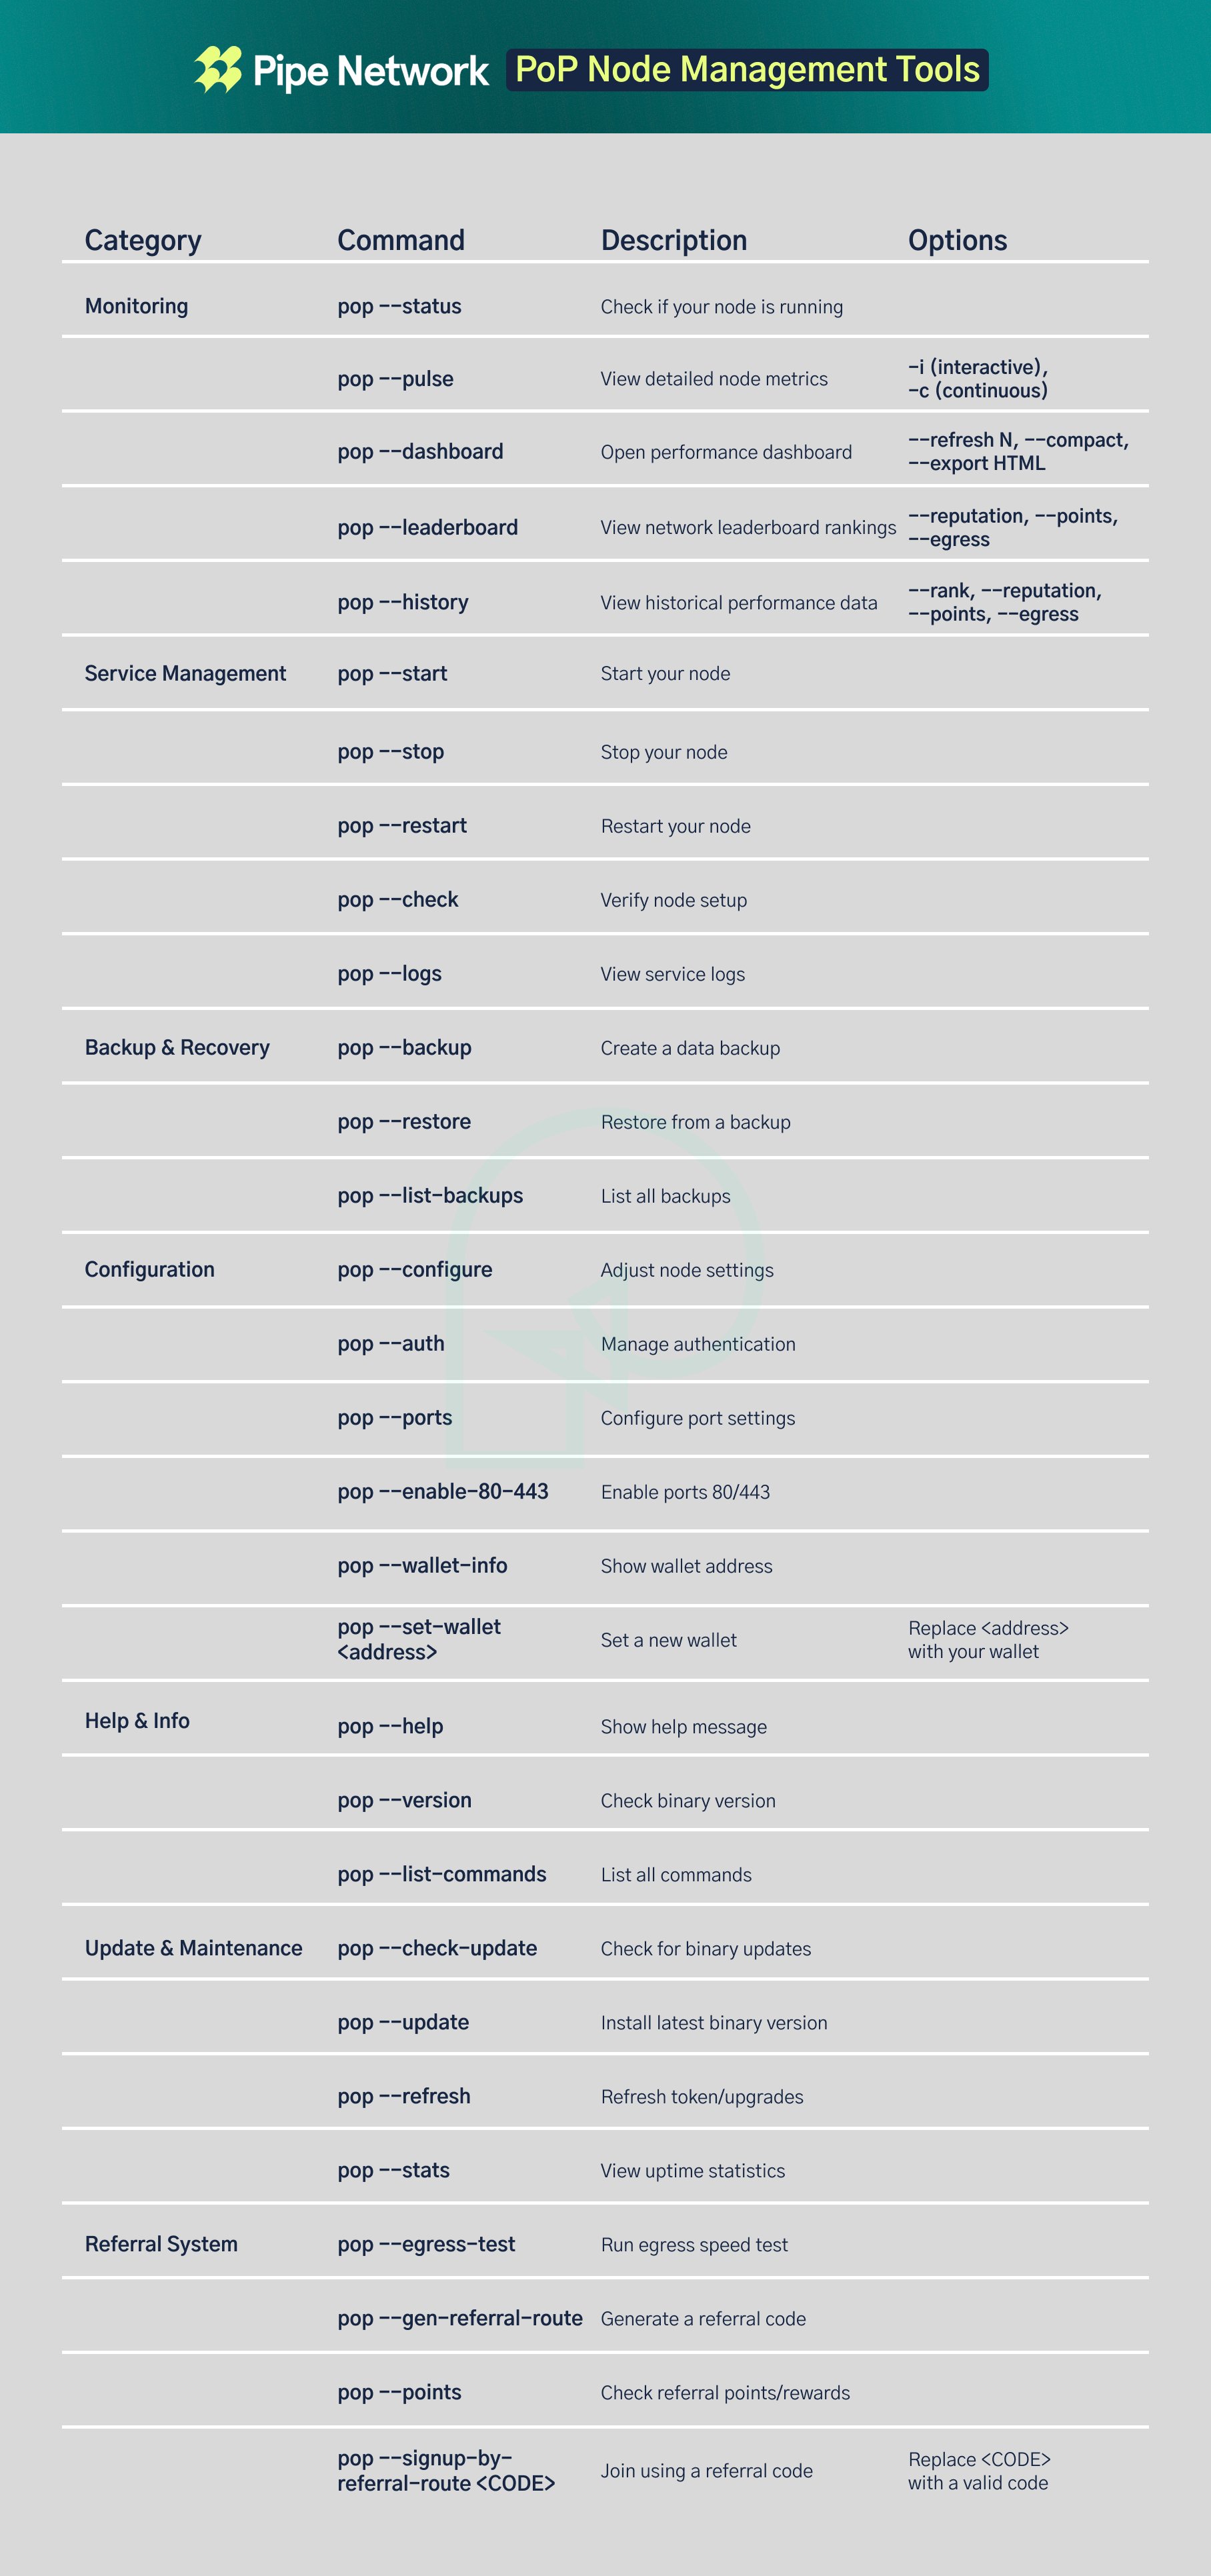 Pipe Network PoP Node Management Tools
Category Command Description Options
Monitoring pop --status Check if your node is running
pop --pulse View detailed node metrics -i (interactive),
-c (continuous)
pop --dashboard Open performance dashboard --refresh N, --compact,
--export HTML
pop --leaderboard View network leaderboard rankings --reputation, --points,
--egress
pop --history View historical performance data --rank, --reputation,
--points, --egress
Service Management pop --start Start your node
pop --stop Stop your node
pop --restart Restart your node
pop --check Verify node setup
pop --logs View service logs
Backup & Recovery pop --backup Create a data backup
pop --restore Restore from a backup
pop --list-backups List all backups
Configuration pop --configure Adjust node settings
pop --auth Manage authentication
pop --ports Configure port settings
pop --enable-80-443 Enable ports 80/443
pop --wallet-info Show wallet address
pop --set-wallet
<address> Set a new wallet Replace <address>
with your wallet
Help & Info pop --help Show help message
pop --version Check binary version
pop --list-commands List all commands
Update & Maintenance pop --check-update Check for binary updates
pop --update Install latest binary version
pop --refresh Refresh token/upgrades
pop --stats View uptime statistics
Referral System pop --egress-test Run egress speed test
pop --gen-referral-route Generate a referral code
pop --points Check referral points/rewards
pop --signup-by-
referral-route <CODE> Join using a referral code Replace <CODE>
with a valid code